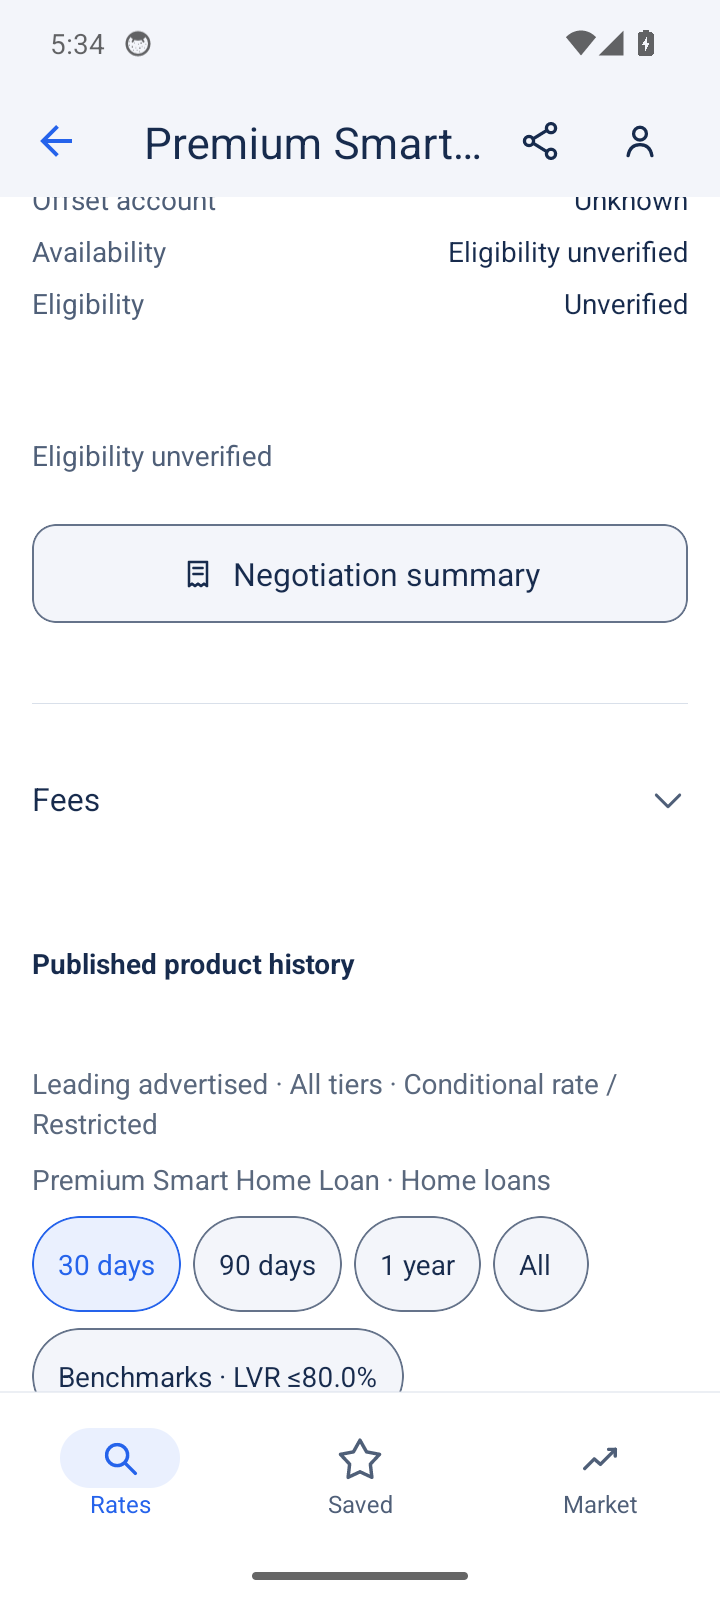 5:34
Premium Smart...
Offset account Unknown
Availability Eligibility unverified
Eligibility Unverified
Eligibility unverified
Negotiation summary
Fees
Published product history
Leading advertised · All tiers · Conditional rate /
Restricted
Premium Smart Home Loan · Home loans
30 days 90 days 1 year All
Benchmarks · LVR ≤80.0%
Rates Saved Market